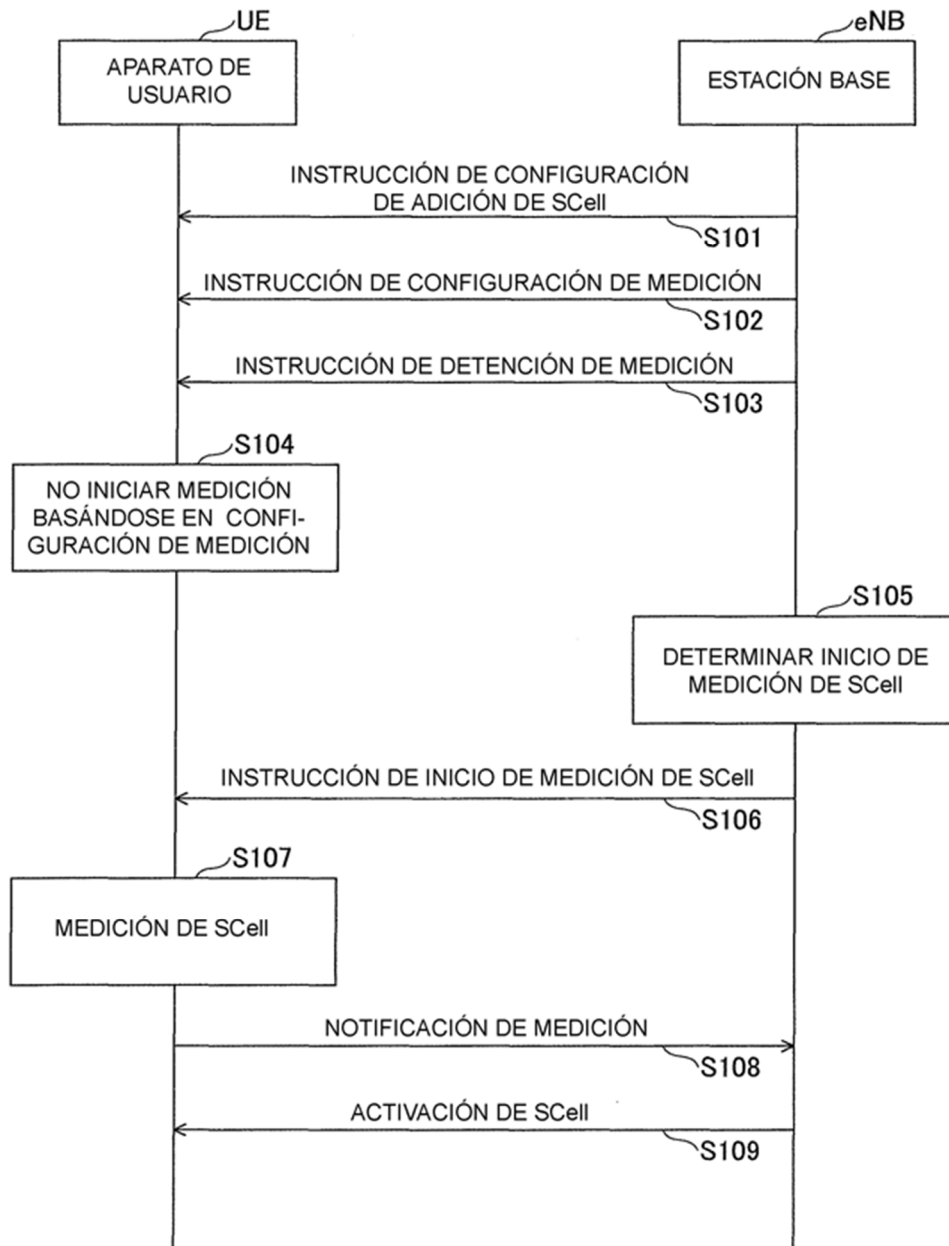 UE
eNB
APARATO DE
USUARIO
ESTACIÓN BASE
INSTRUCCIÓN DE CONFIGURACIÓN
DE ADICIÓN DE SCell
S101
INSTRUCCIÓN DE CONFIGURACIÓN DE MEDICIÓN
S102
INSTRUCCIÓN DE DETENCIÓN DE MEDICIÓN
S103
S104
NO INICIAR MEDICIÓN
BASÁNDOSE EN CONFI-
GURACIÓN DE MEDICIÓN
S105
DETERMINAR INICIO DE
MEDICIÓN DE SCell
INSTRUCCIÓN DE INICIO DE MEDICIÓN DE SCell
S106
S107
MEDICIÓN DE SCell
NOTIFICACIÓN DE MEDICIÓN
S108
ACTIVACIÓN DE SCell
S109